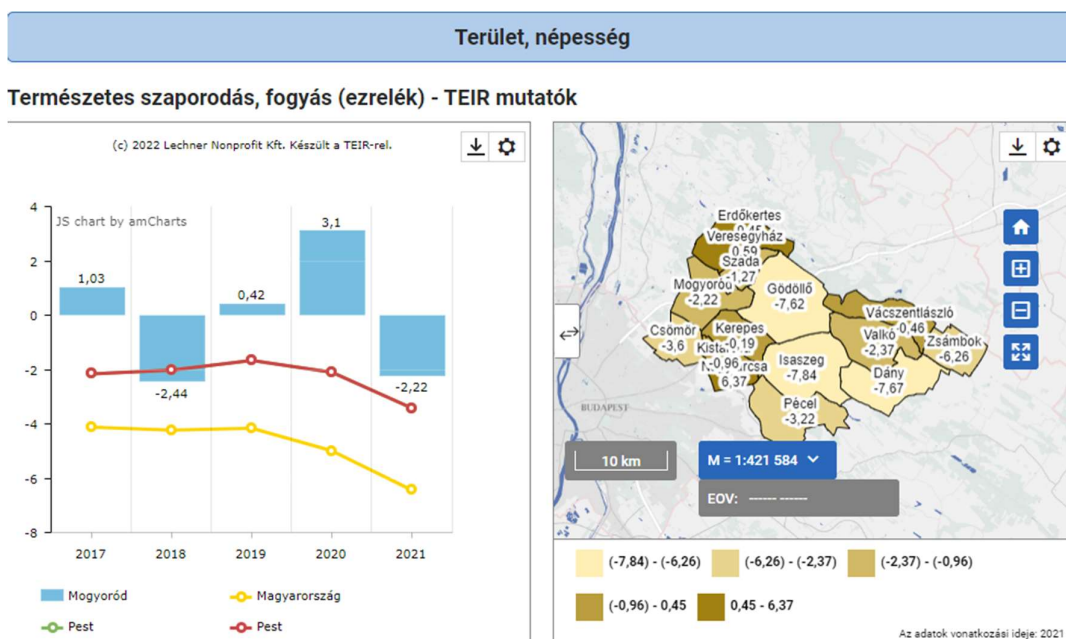 Terület, népesség
Természetes szaporodás, fogyás (ezrelék) - TEIR mutatók
(c) 2022 Lechner Nonprofit Kft. Készült a TEIR-rel.
JS chart by amCharts
4
2
0
-2
-4
-6
-8
1,03
-2,44
0,42
3,1
-2,22
2017
2018
2019
2020
2021
Mogyoród
Magyarország
Pest
Pest
Erdőkertes
0,45
Veresegyház
0,59
Szada
-1,27
Mogyoród
-2,22
Gödöllő
-7,62
Vácszentlászló
-0,46
Csömör
-3,6
Kerepes
-0,19
Valkó
-2,37
Zsámbok
-6,26
-0,96
6,37
Isaszeg
-7,84
Dány
-7,67
Pécel
-3,22
BUDAPEST
10 km
M = 1:421 584
EOV: ------ ------
(-7,84) - (-6,26)
(-6,26) - (-2,37)
(-2,37) - (-0,96)
(-0,96) - 0,45
0,45 - 6,37
Az adatok vonatkozási ideje: 2021